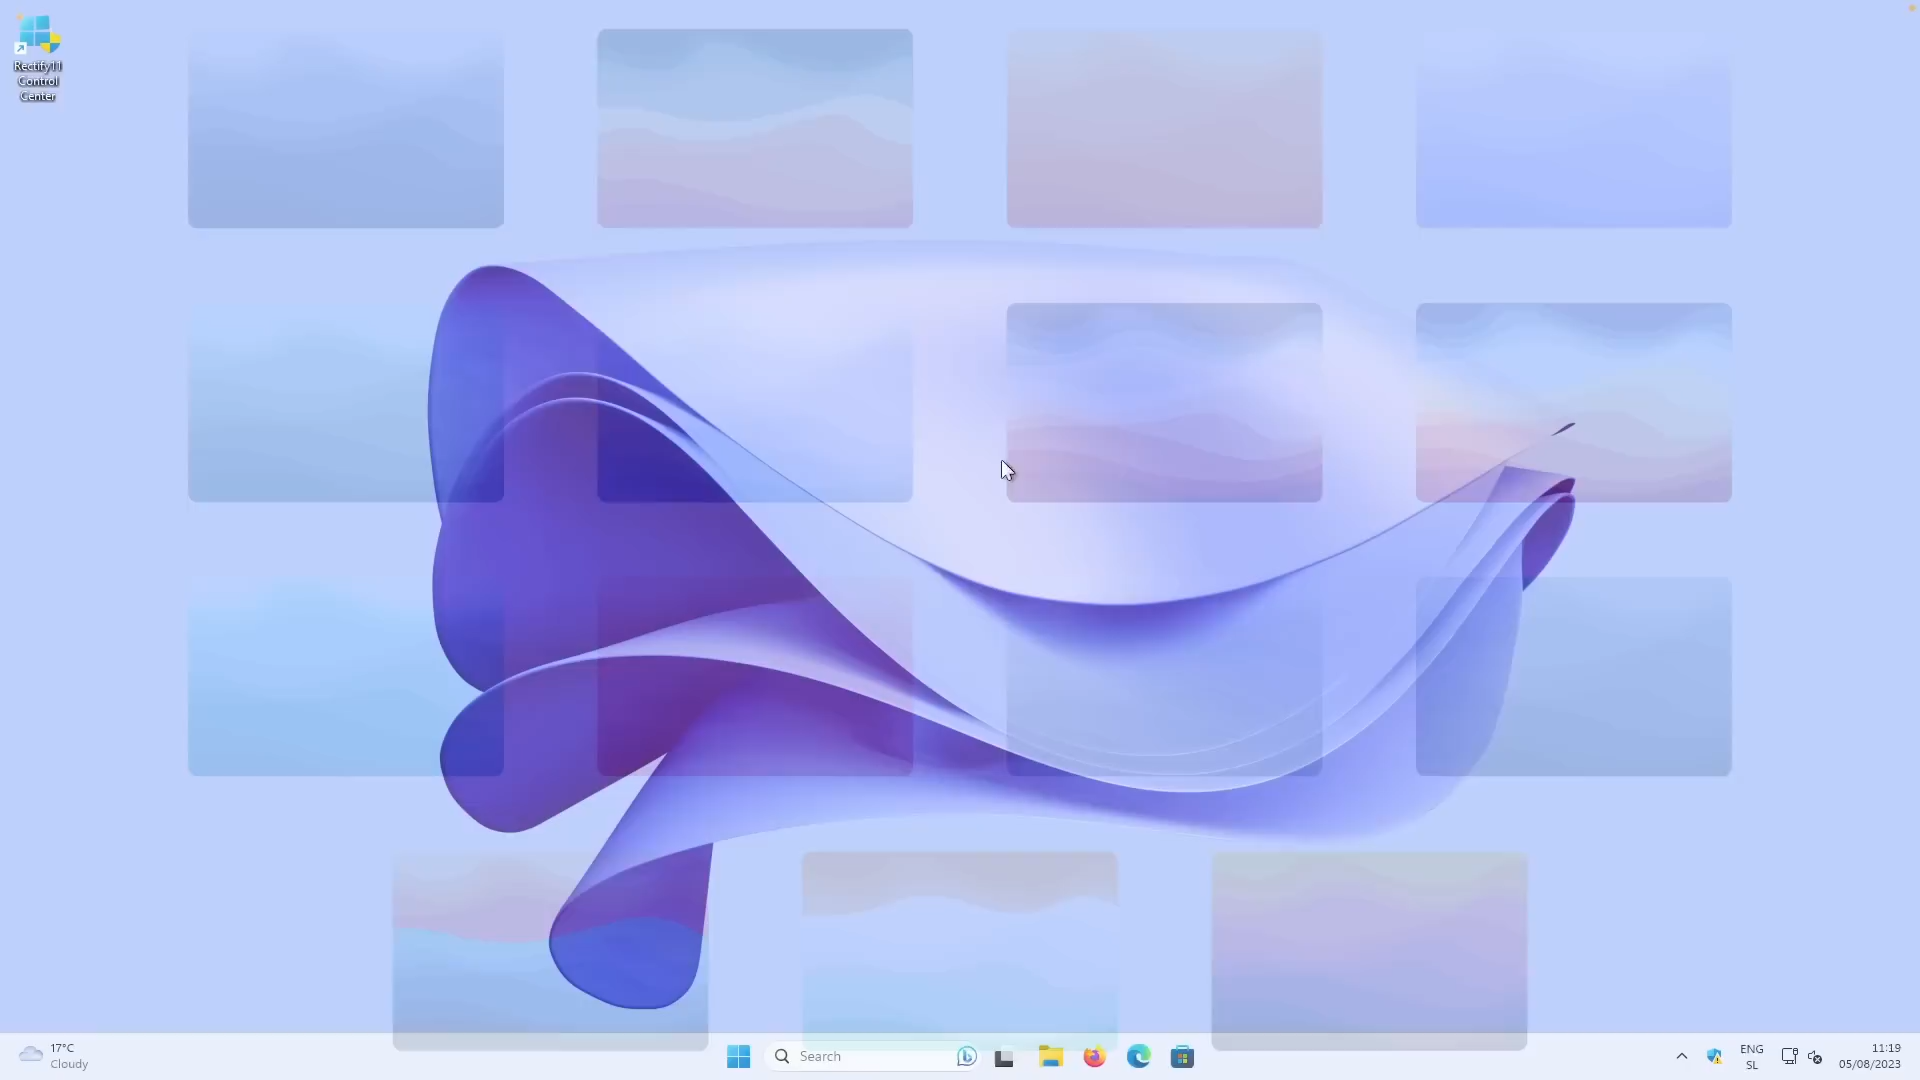 Rectify11
Control
Center
17°C
Cloudy
Search
ENG
SL
11:19
05/08/2023